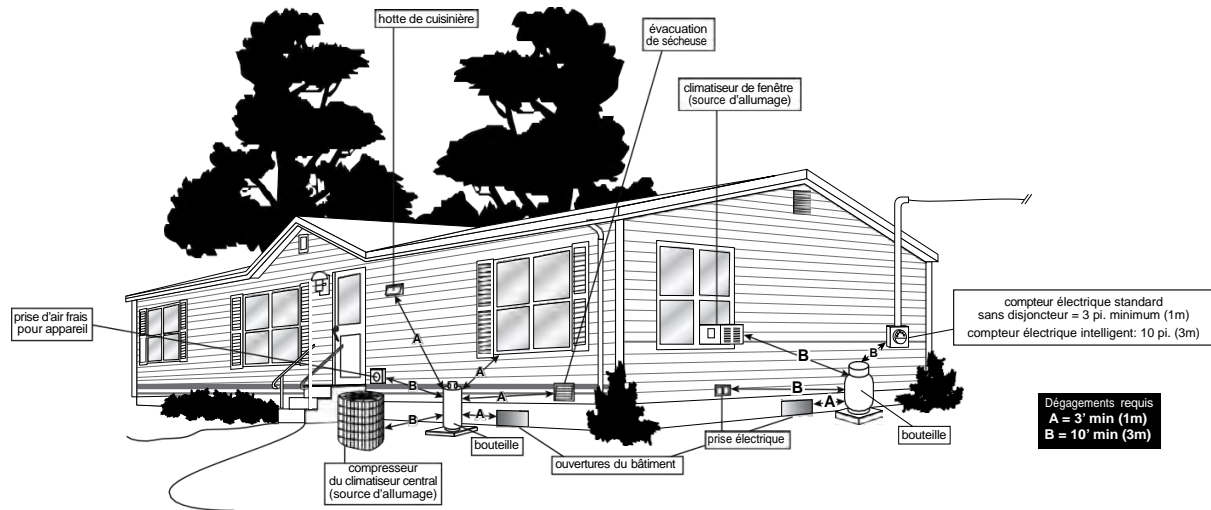 hotte de cuisinière
évacuation
de sécheuse
climatiseur de fenêtre
(source d'allumage)
prise d'air frais
pour appareil
compteur électrique standard
sans disjoncteur = 3 pi. minimum (1m)
compteur électrique intelligent: 10 pi. (3m)
A
A
B
A
B
A
B
B
B
A
Dégagements requis
A = 3' min (1m)
B = 10' min (3m)
bouteille
prise électrique
bouteille
ouvertures du bâtiment
compresseur
du climatiseur central
(source d'allumage)